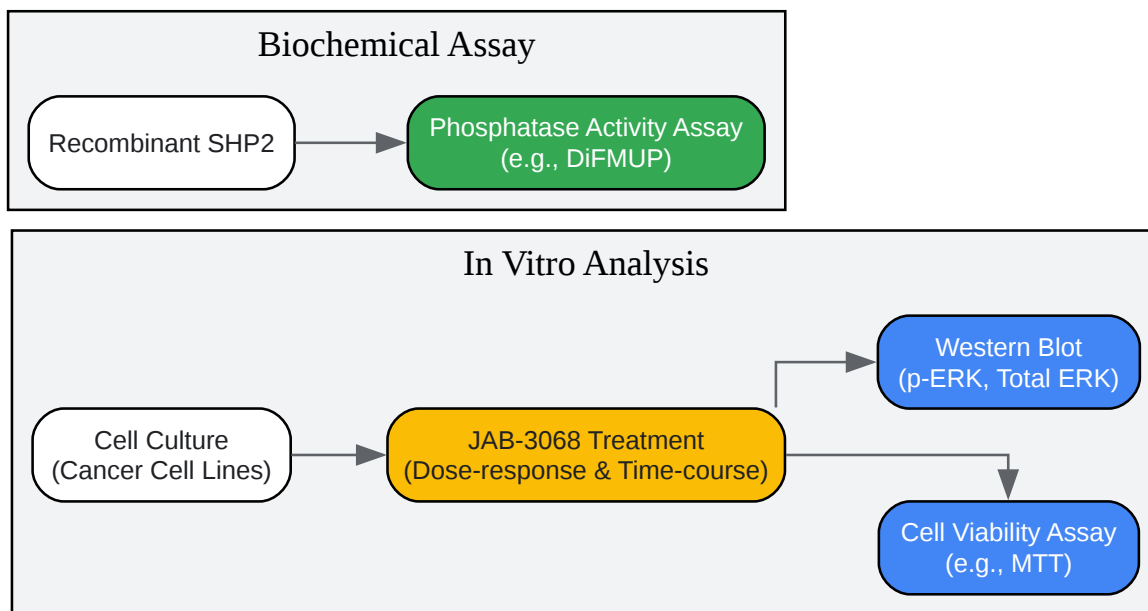 Biochemical Assay
Recombinant SHP2
Phosphatase Activity Assay
(e.g., DiFMUP)
In Vitro Analysis
Cell Culture
(Cancer Cell Lines)
JAB-3068 Treatment
(Dose-response & Time-course)
Western Blot
(p-ERK, Total ERK)
Cell Viability Assay
(e.g., MTT)